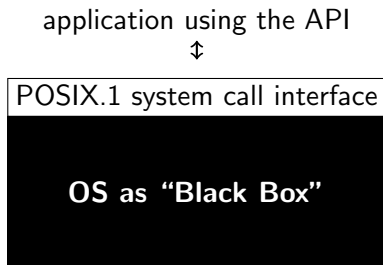 application using the API
↕
POSIX.1 system call interface
OS as “Black Box”